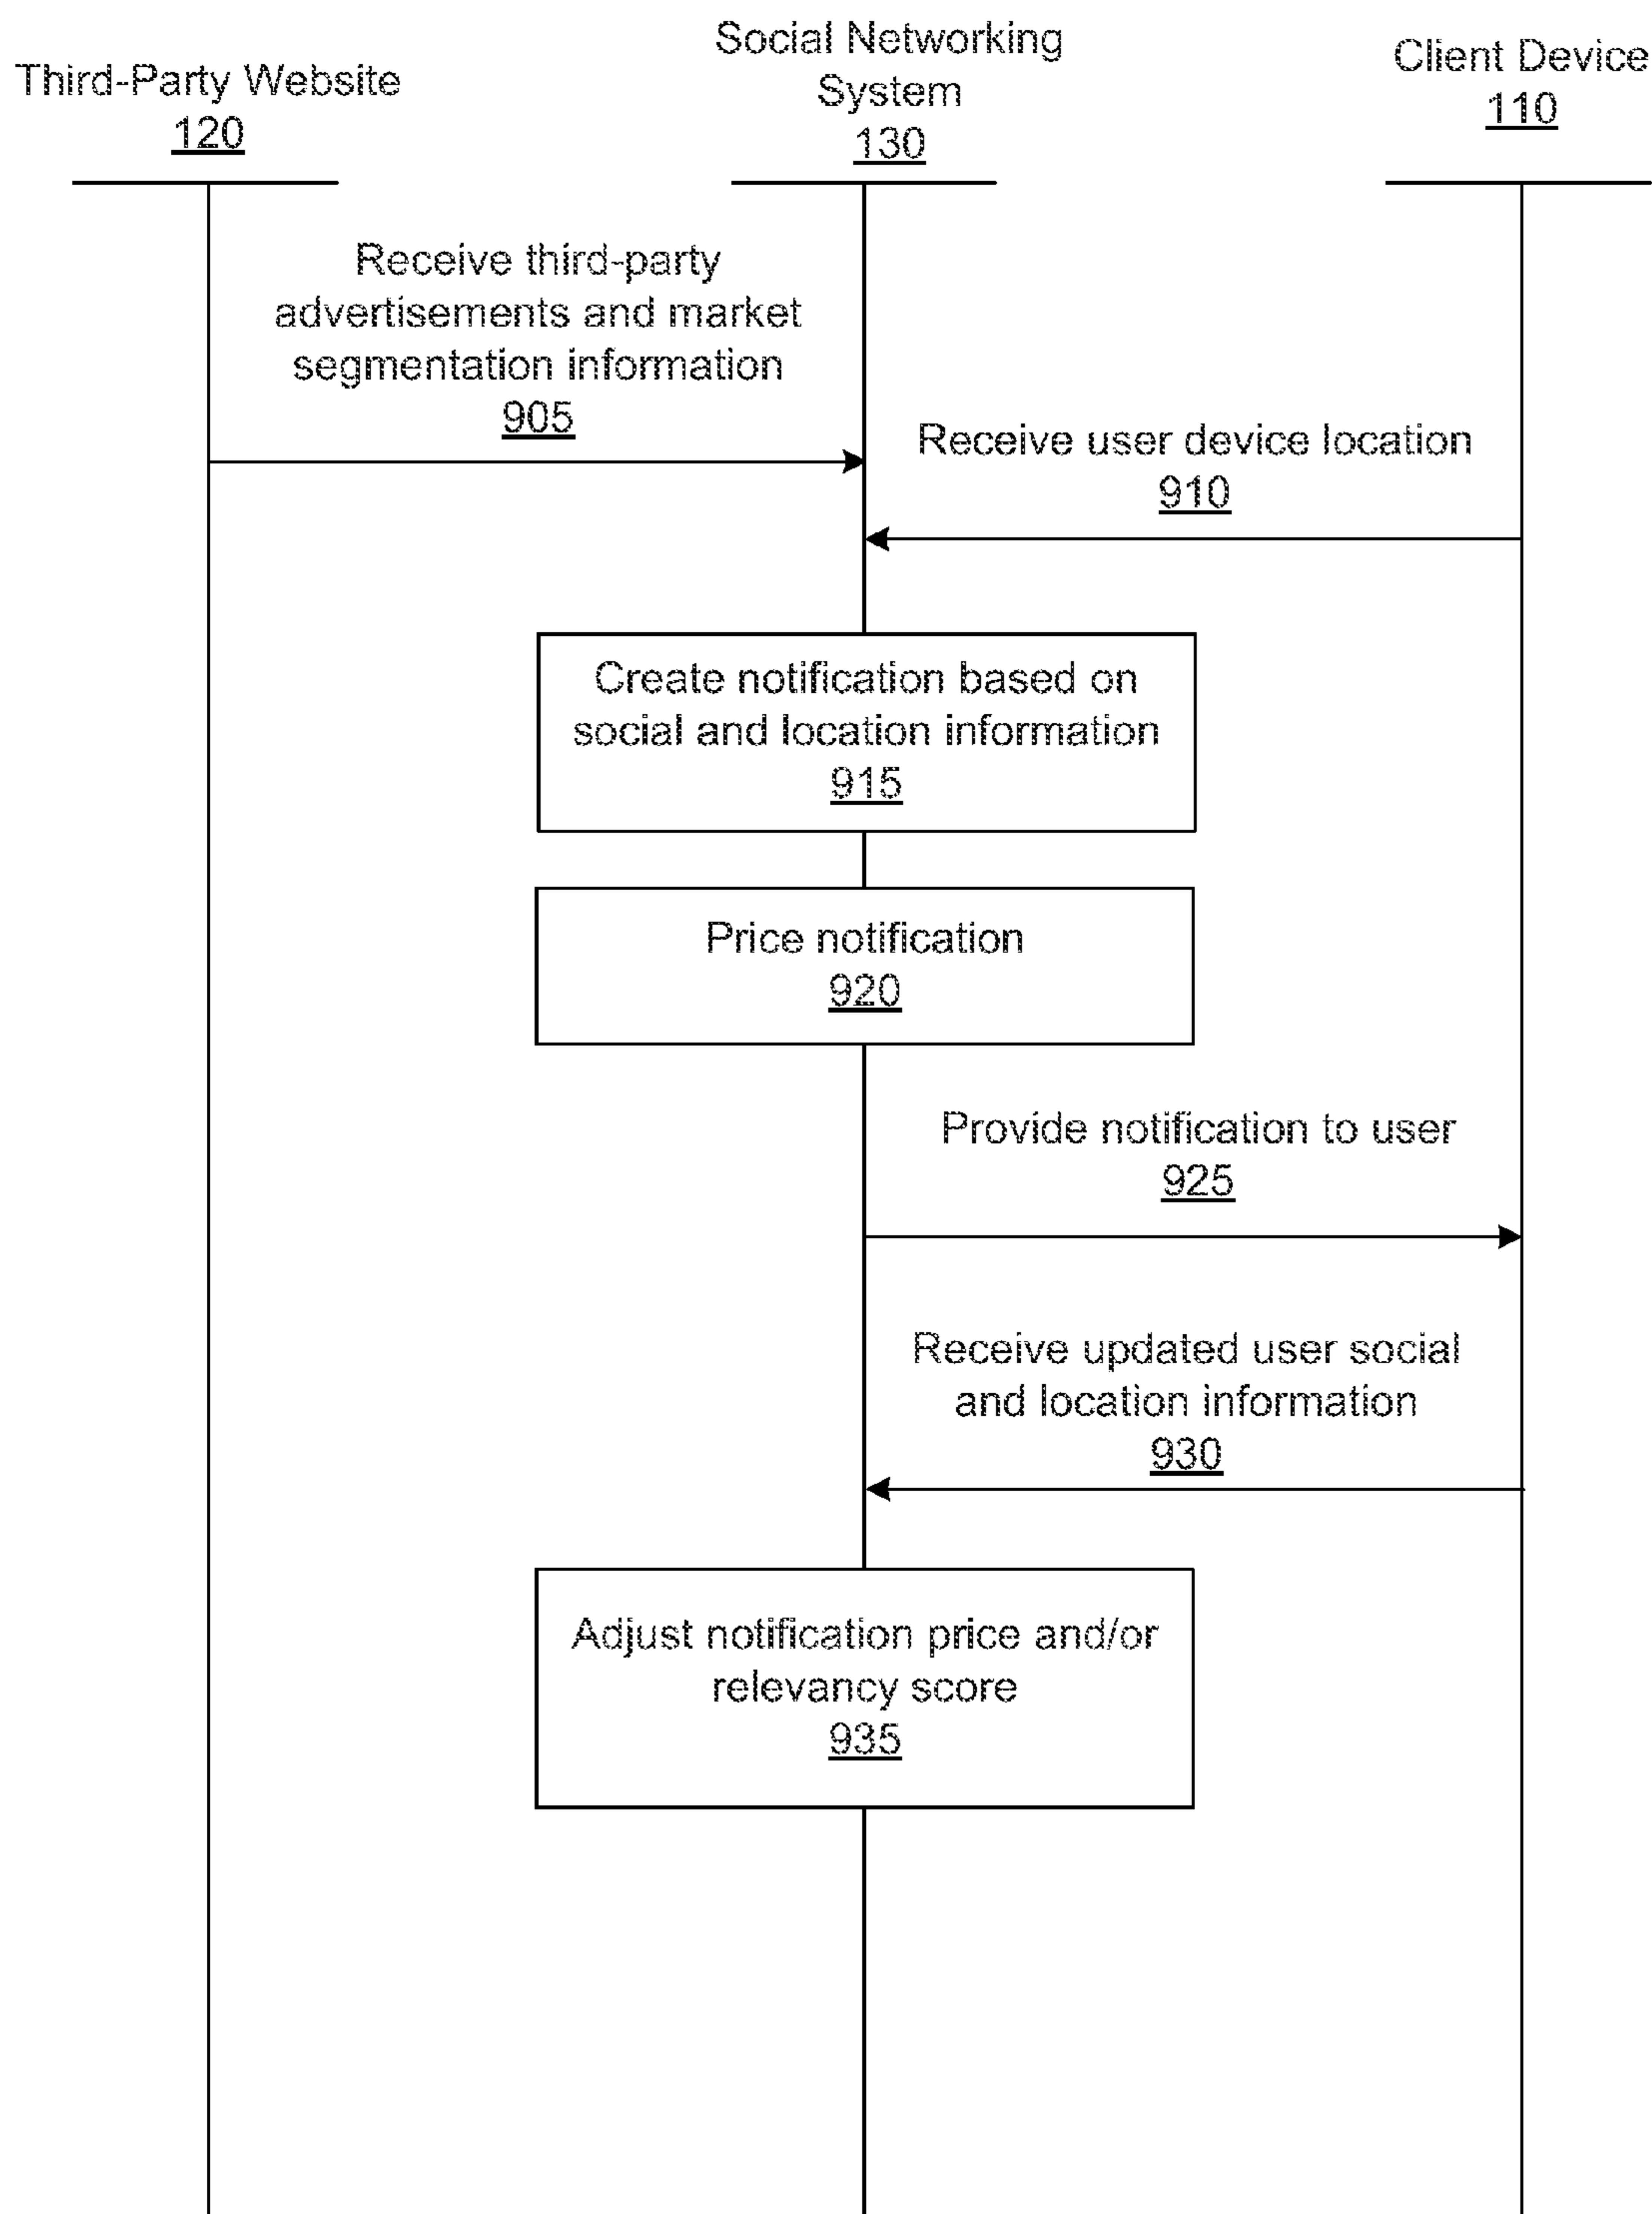 Third-Party Website
120
Social Networking
System
130
Client Device
110
Receive third-party
advertisements and market
segmentation information
905
Receive user device location
910
Create notification based on
social and location information
915
Price notification
920
Provide notification to user
925
Receive updated user social
and location information
930
Adjust notification price and/or
relevancy score
935